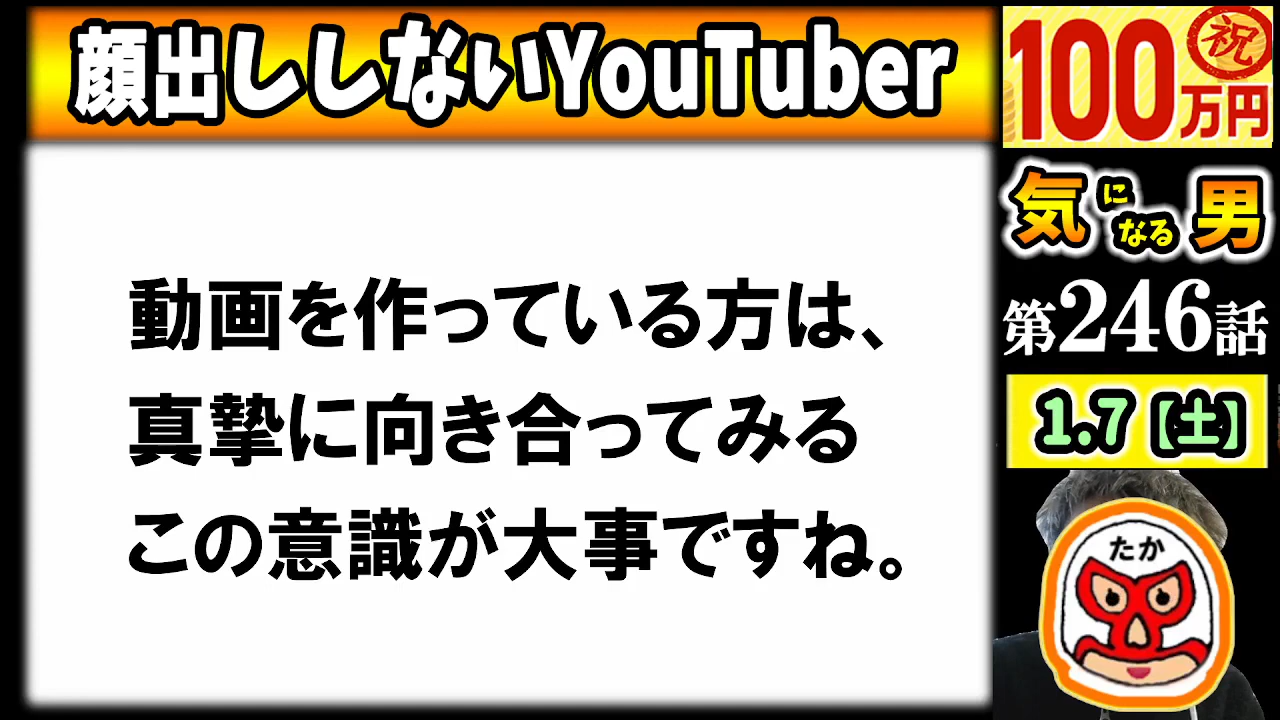 顔出ししないYouTuber
動画を作っている方は、
真摯に向き合ってみる
この意識が大事ですね。
祝
100万円
気になる男
第246話
1.7【土】
たか